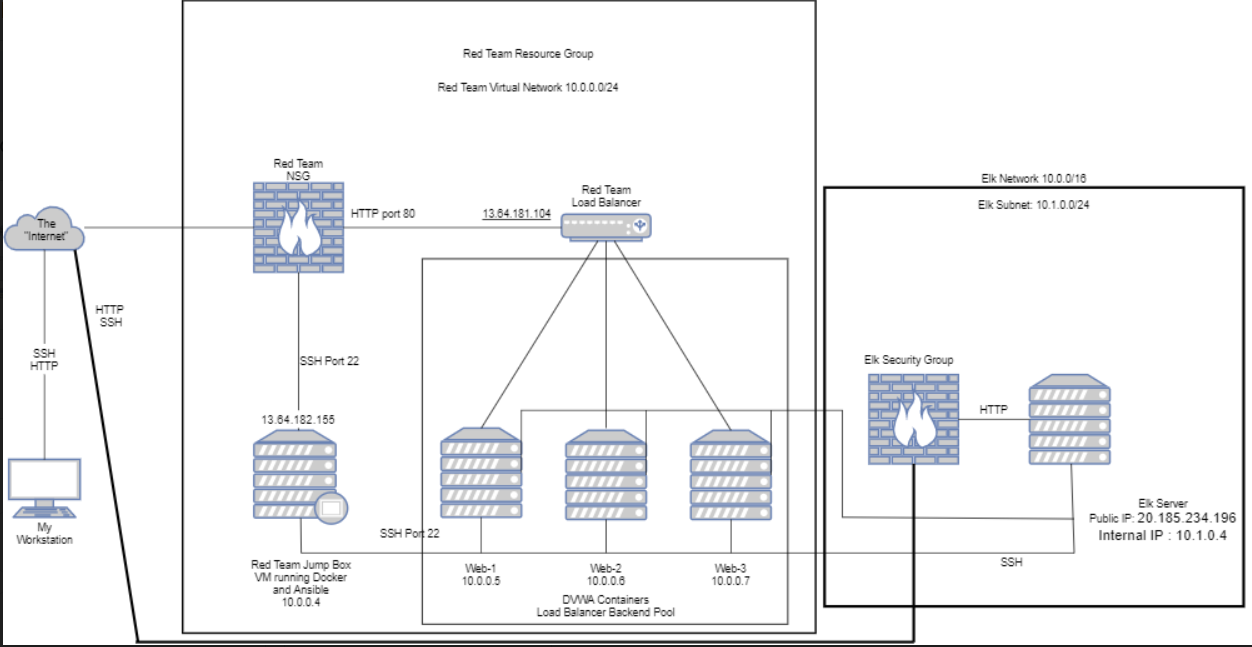 Red Team Resource Group
Red Team Virtual Network 10.0.0.0/24
Red Team
NSG
HTTP port 80
13.64.181.104
Red Team
Load Balancer
Elk Network 10.0.0/16
Elk Subnet: 10.1.0.0/24
The
"Internet"
HTTP
SSH
SSH
HTTP
SSH Port 22
Elk Security Group
HTTP
13.64.182.155
My
Workstation
SSH Port 22
Red Team Jump Box
VM running Docker
and Ansible
10.0.0.4
Web-1
10.0.0.5
Web-2
10.0.0.6
Web-3
10.0.0.7
DVWA Containers
Load Balancer Backend Pool
SSH
Elk Server
Public IP: 20.185.234.196
Internal IP : 10.1.0.4